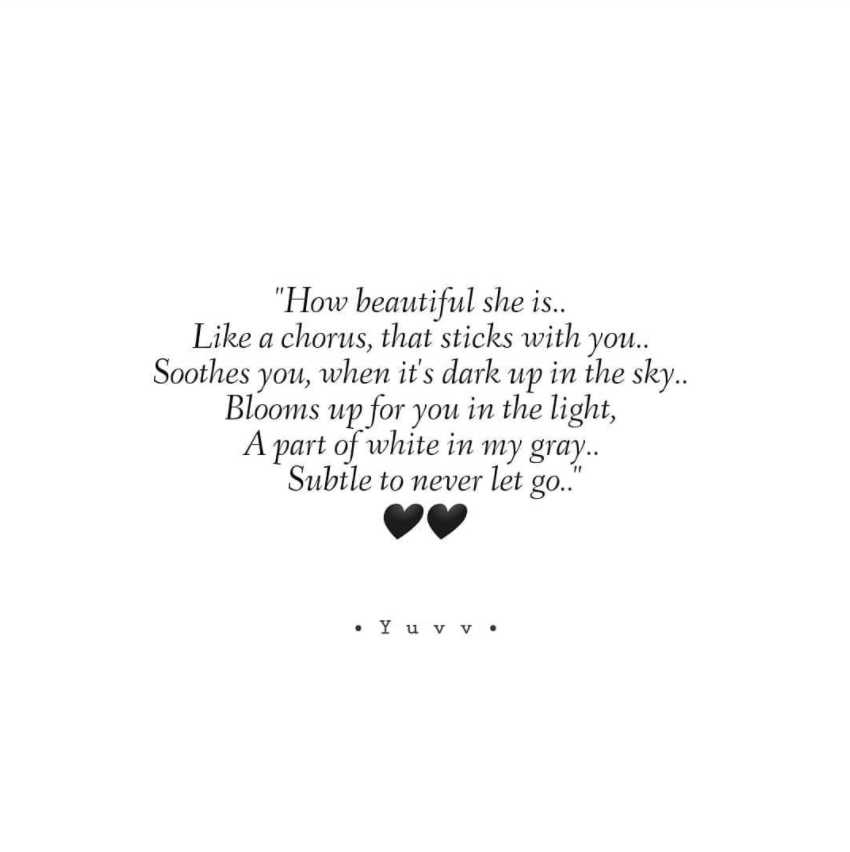 "How beautiful she is..
Like a chorus, that sticks with you..
Soothes you, when it's dark up in the sky..
Blooms up for you in the light,
A part of white in my gray..
Subtle to never let go.."
🖤🖤
• Y u v v •